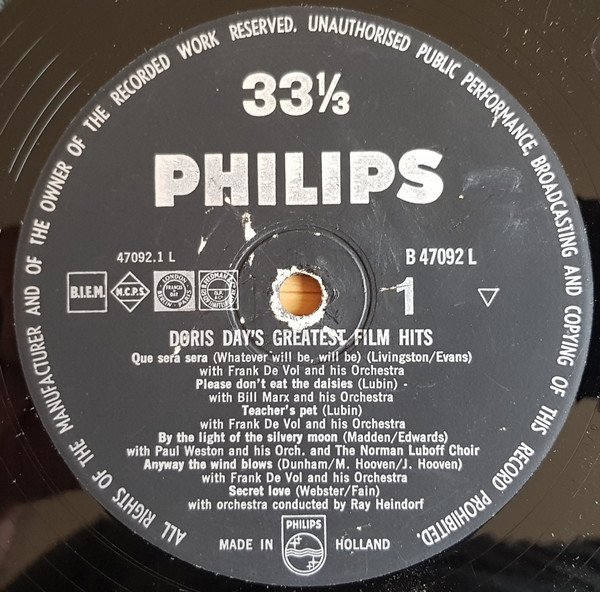 ALL RIGHTS OF THE MANUFACTURER AND OF THE OWNER OF THE RECORDED WORK RESERVED. UNAUTHORISED PUBLIC PERFORMANCE, BROADCASTING AND COPYING OF THIS RECORD PROHIBITED.
33⅓
PHILIPS
47092.1 L
B 47092 L
B.I.E.M.
M.C.P.S.
LONDON
FRANCIS
DAY
BERLIN - PARIS
1
DORIS DAY'S GREATEST FILM HITS
Que será sera (Whatever will be, will be) (Livingston/Evans)
with Frank De Vol and his Orchestra
Please don't eat the daisies (Lubin) -
with Bill Marx and his Orchestra
Teacher's pet (Lubin)
with Frank De Vol and his Orchestra
By the light of the silvery moon (Madden/Edwards)
with Paul Weston and his Orch. and The Norman Luboff Choir
Anyway the wind blows (Dunham/M. Hooven/J. Hooven)
with Frank De Vol and his Orchestra
Secret love (Webster/Fain)
with orchestra conducted by Ray Heindorf
PHILIPS
MADE IN HOLLAND